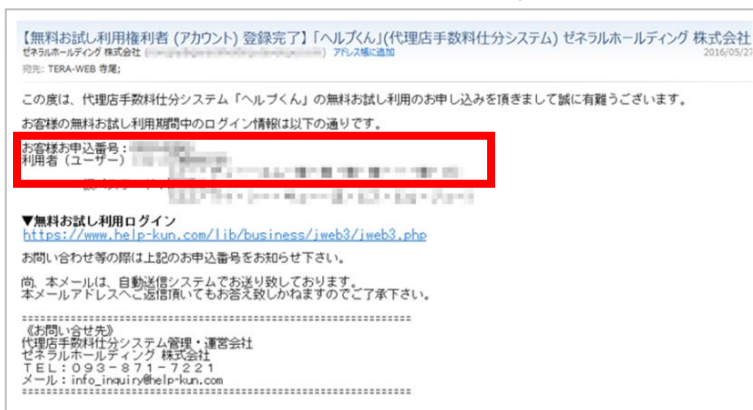 【無料お試し利用権利者 (アカウント) 登録完了】「ヘルプくん」(代理店手数料仕分システム) ゼネラルホールディング 株式会社
ゼネラルホールディング 株式会社 アドレス帳に追加 2016/05/27
宛先: TERA-WEB 寺尾;
この度は、代理店手数料仕分システム「ヘルプくん」の無料お試し利用のお申し込みを頂きまして誠に有難うございます。
お客様の無料お試し利用期間中のログイン情報は以下の通りです。
お客様お申込番号:
利用者 (ユーザー)
▼無料お試し利用ログイン
https://www.help-kun.com/lib/business/jweb3/jweb3.php
お問い合わせ等の際は上記のお申込番号をお知らせ下さい。
尚、本メールは、自動送信システムでお送り致しております。
本メールアドレスへご返信頂いてもお答え致しかねますのでご了承下さい。
《お問い合せ先》
代理店手数料仕分システム管理・運営会社
ゼネラルホールディング 株式会社
TEL:093-871-7221
メール:info_inquiry@help-kun.com